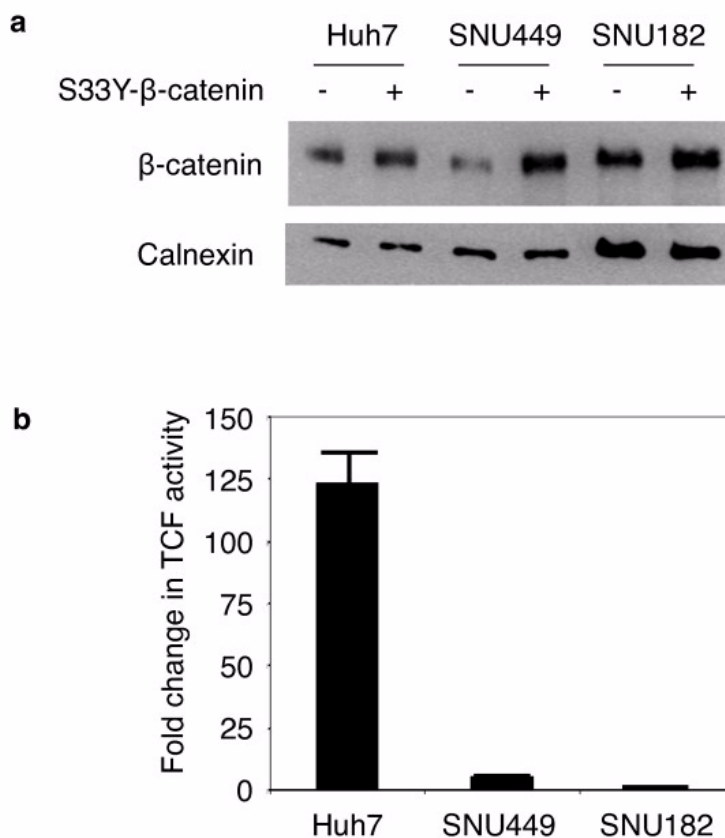 a
Huh7 SNU449 SNU182
S33Y-β-catenin - + - + - +
β-catenin
Calnexin
b
Fold change in TCF activity
150
125
100
75
50
25
0
Huh7 SNU449 SNU182